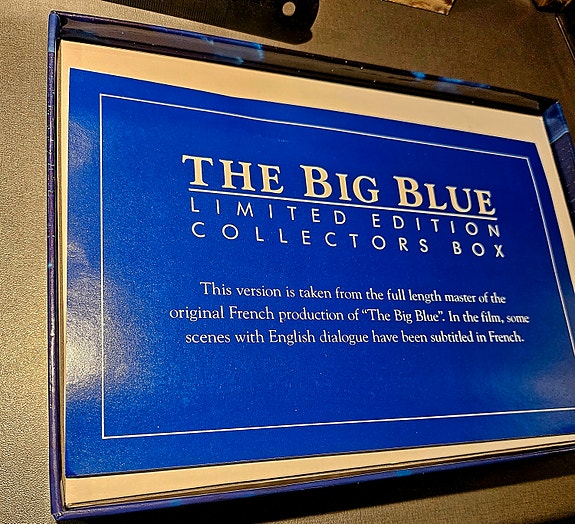 THE BIG BLUE
LIMITED EDITION
COLLECTORS BOX
This version is taken from the full length master of the
original French production of “The Big Blue”. In the film, some
scenes with English dialogue have been subtitled in French.